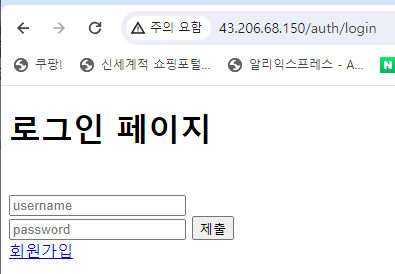 주의 요함 43.206.68.150/auth/login
쿠팡! 신세계적 쇼핑포털... 알리익스프레스 - A... N
로그인 페이지
username
password 제출
회원가입